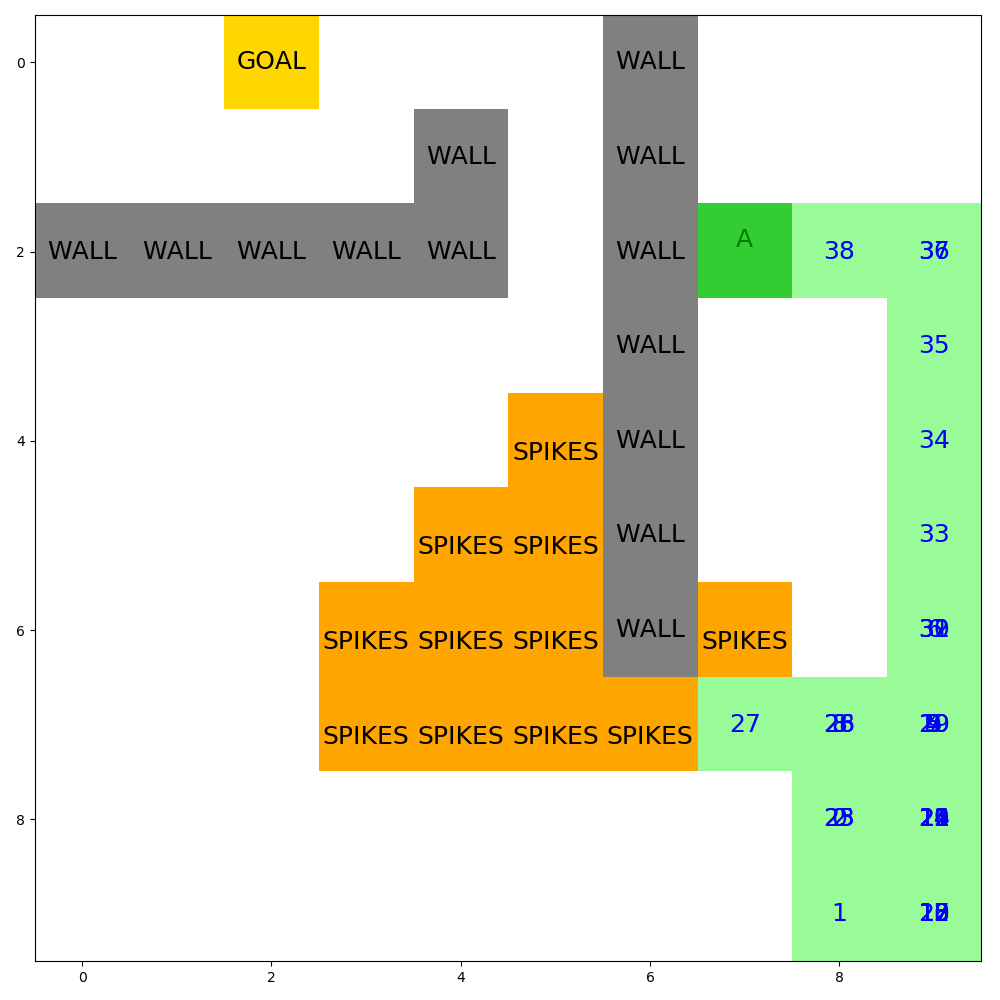 GOAL WALL
WALL WALL
WALL WALL WALL WALL WALL WALL A 38
WALL 35
SPIKES WALL 34
SPIKES SPIKES WALL 33
SPIKES SPIKES SPIKES WALL SPIKES
SPIKES SPIKES SPIKES SPIKES 27
1
0
2
4
6
8
0 2 4 6 8